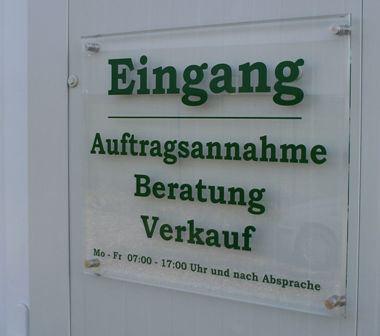 Eingang
Auftragsannahme
Beratung
Verkauf
Mo - Fr 07:00 - 17:00 Uhr und nach Absprache